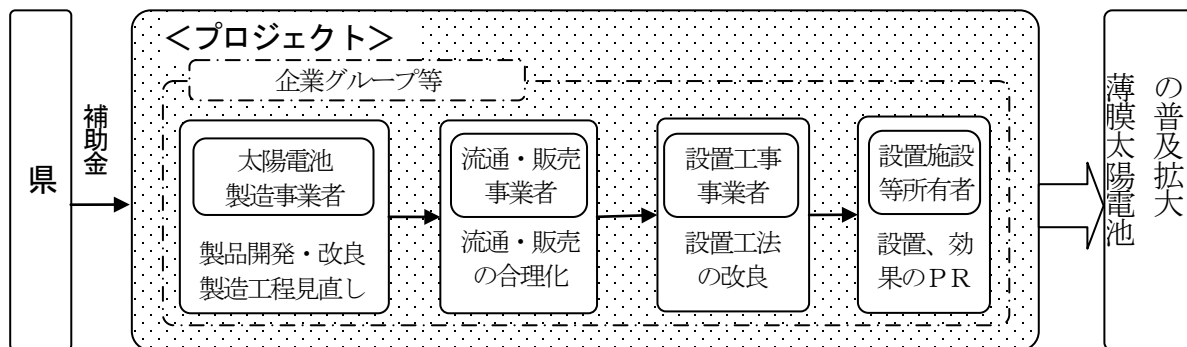 県
補助金
＜プロジェクト＞
企業グループ等
太陽電池
製造事業者
製品開発・改良
製造工程見直し
流通・販売
事業者
流通・販売
の合理化
設置工事
事業者
設置工法
の改良
設置施設
等所有者
設置、効
果のＰＲ
薄膜太陽電池
の普及拡大